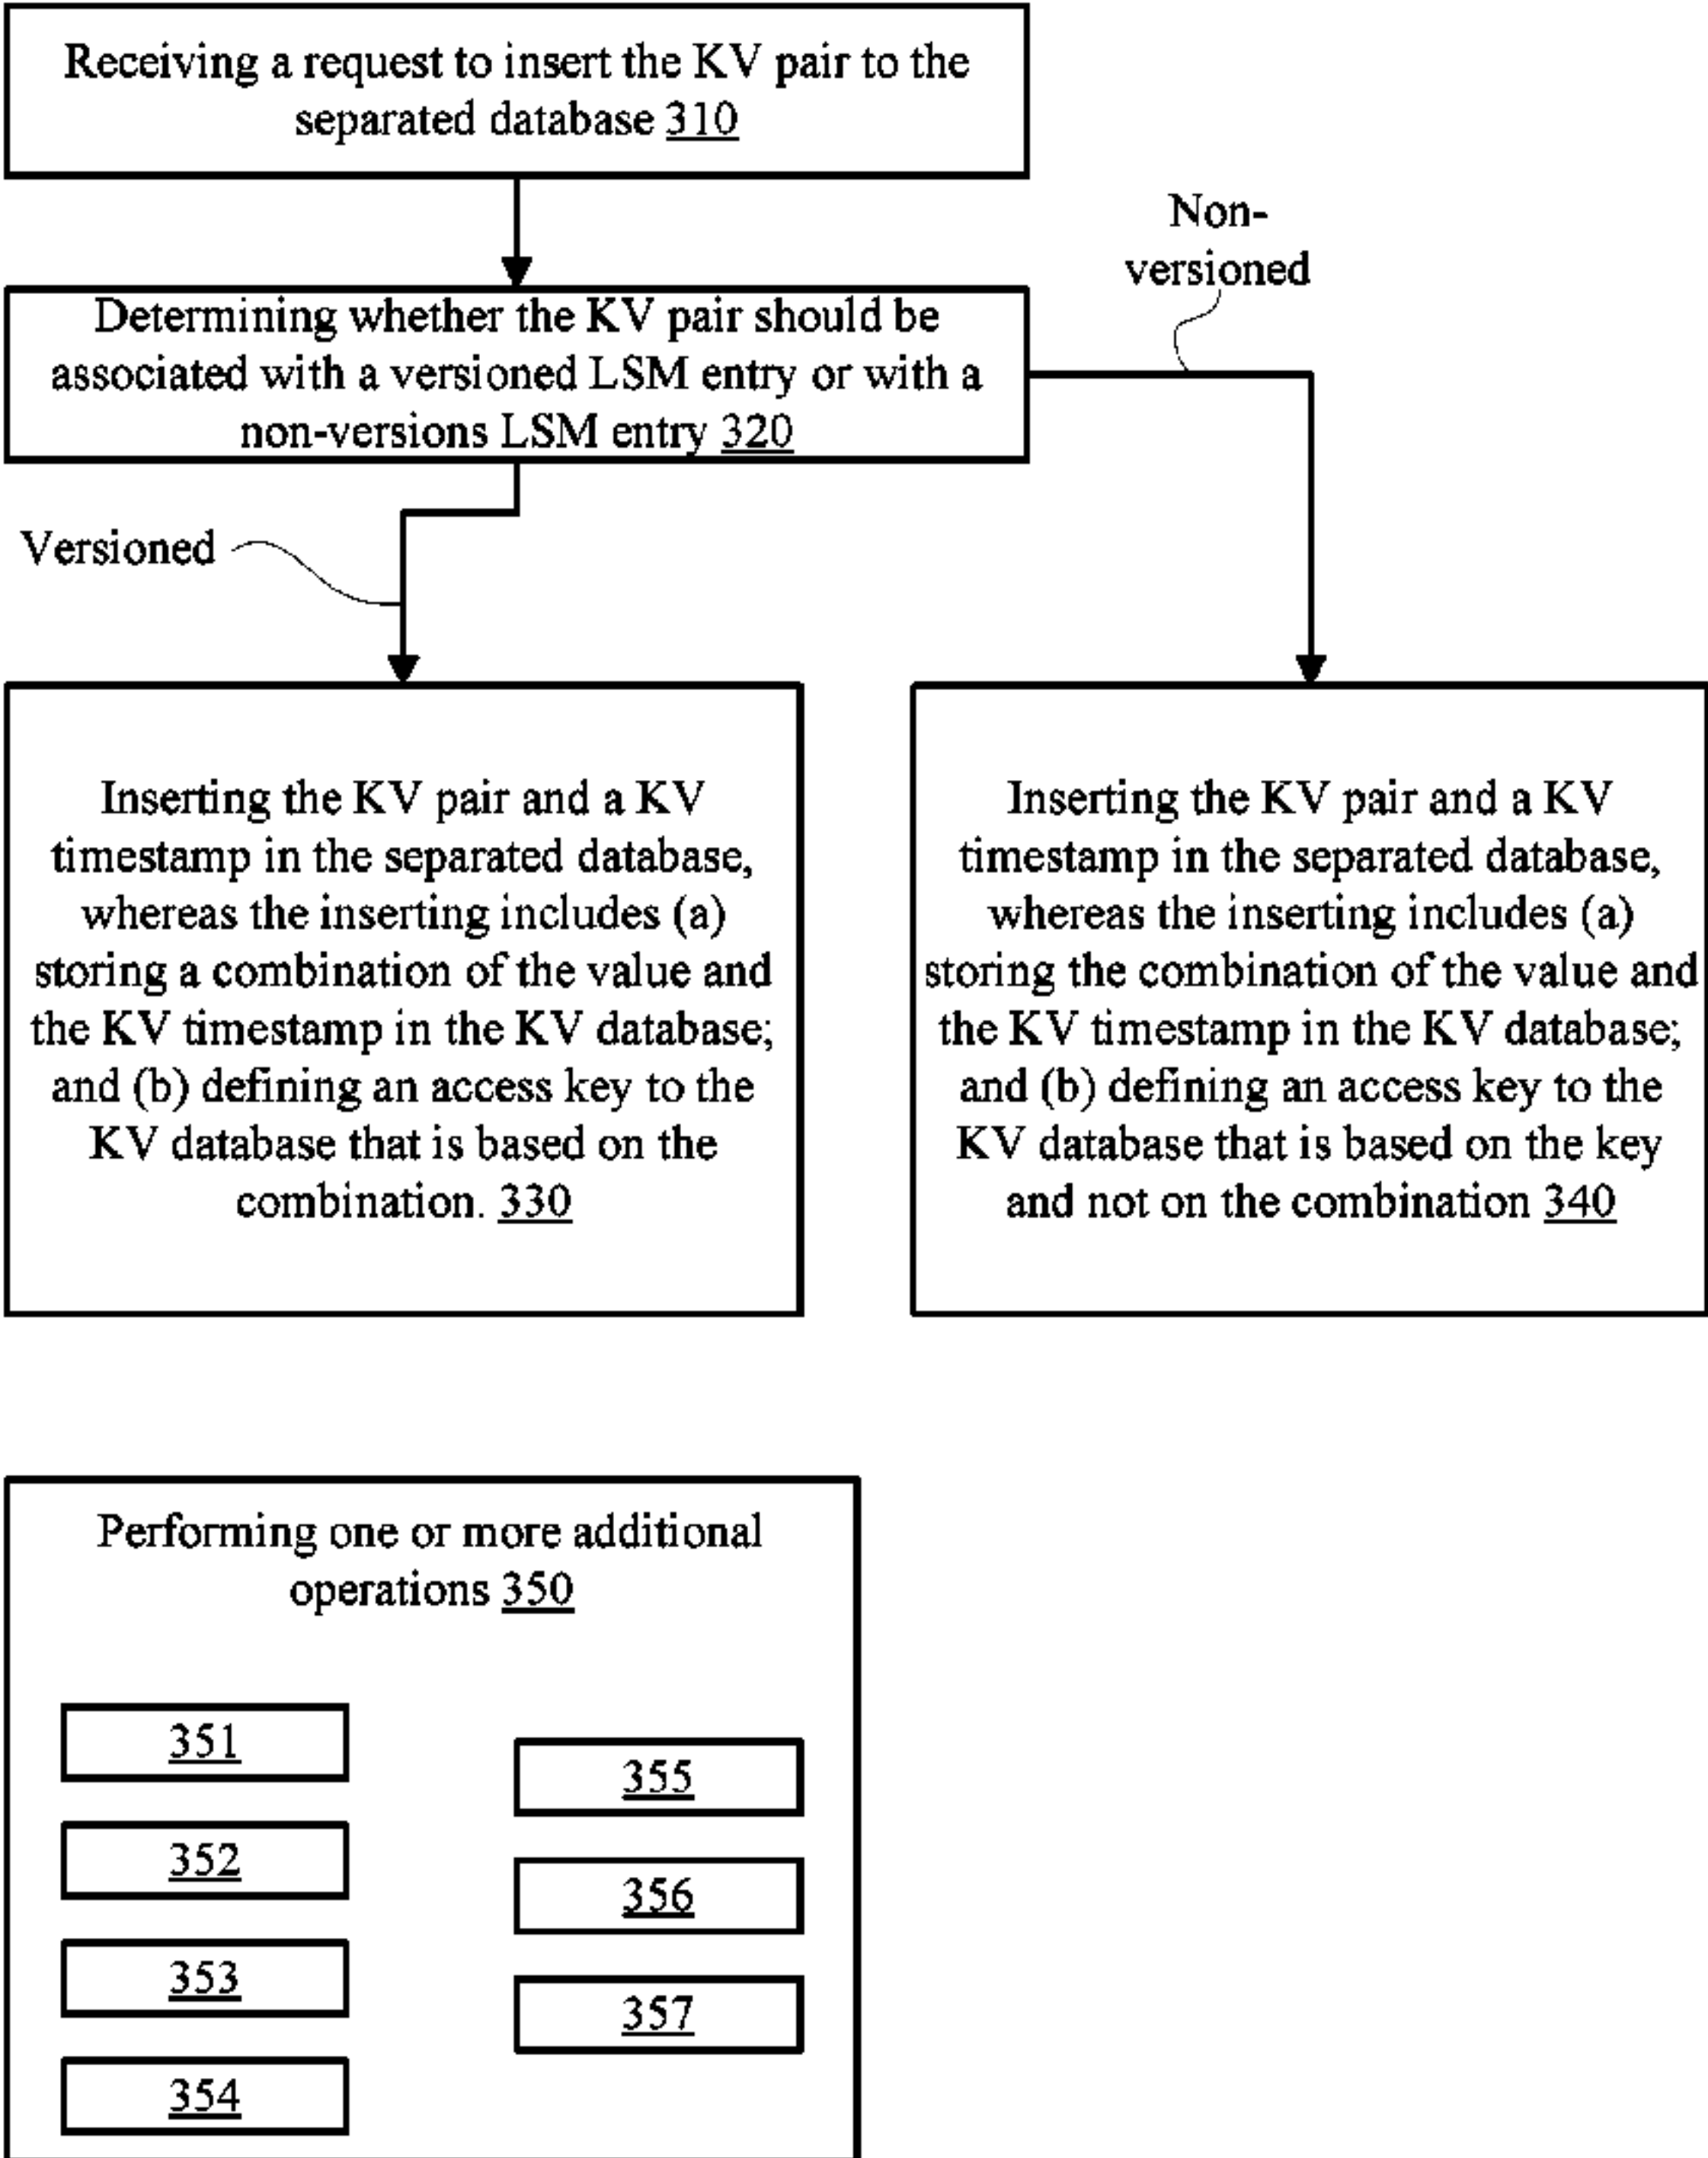 Receiving a request to insert the KV pair to the
separated database 310
Non-
versioned
Determining whether the KV pair should be
associated with a versioned LSM entry or with a
non-versions LSM entry 320
Versioned
Inserting the KV pair and a KV
timestamp in the separated database,
whereas the inserting includes (a)
storing a combination of the value and
the KV timestamp in the KV database;
and (b) defining an access key to the
KV database that is based on the
combination. 330
Inserting the KV pair and a KV
timestamp in the separated database,
whereas the inserting includes (a)
storing the combination of the value and
the KV timestamp in the KV database;
and (b) defining an access key to the
KV database that is based on the key
and not on the combination 340
Performing one or more additional
operations 350
351
352
353
354
355
356
357